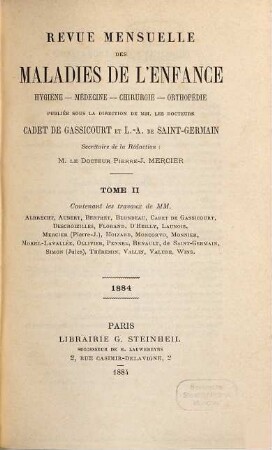 REVUE MENSUELLE
DES
MALADIES DE L'ENFANCE
HYGIÈNE — MÉDECINE — CHIRURGIE — ORTHOPÉDIE
PUBLIÉE SOUS LA DIRECTION DE MM. LES DOCTEURS
CADET DE GASSICOURT ET L.-A. DE SAINT-GERMAIN
Secrétaire de la Rédaction :
M. LE DOCTEUR PIERRE-J. MERCIER
TOME II
Contenant les travaux de MM.
ALBRECHT, AUBERT, BERTHET, BLONDEAU, CADET DE GASSICOURT,
DESCROIZILLES, FLORAND, D'HEILLY, LAUNOIS,
MERCIER (Pierre-J.), MOIZARD, MONCORVO, MONNIER,
MOREL-LAVALLÉE, OLLIVIER, RENAULT, DE SAINT-GERMAIN,
SIMON (Jules), VALLIN, VALUDE, WINS.
1884
PARIS
LIBRAIRIE G. STEINHEIL
SUCCESSEUR DE H. LAUWEREYNS
2, RUE CASIMIR-DELAVIGNE, 2
1884